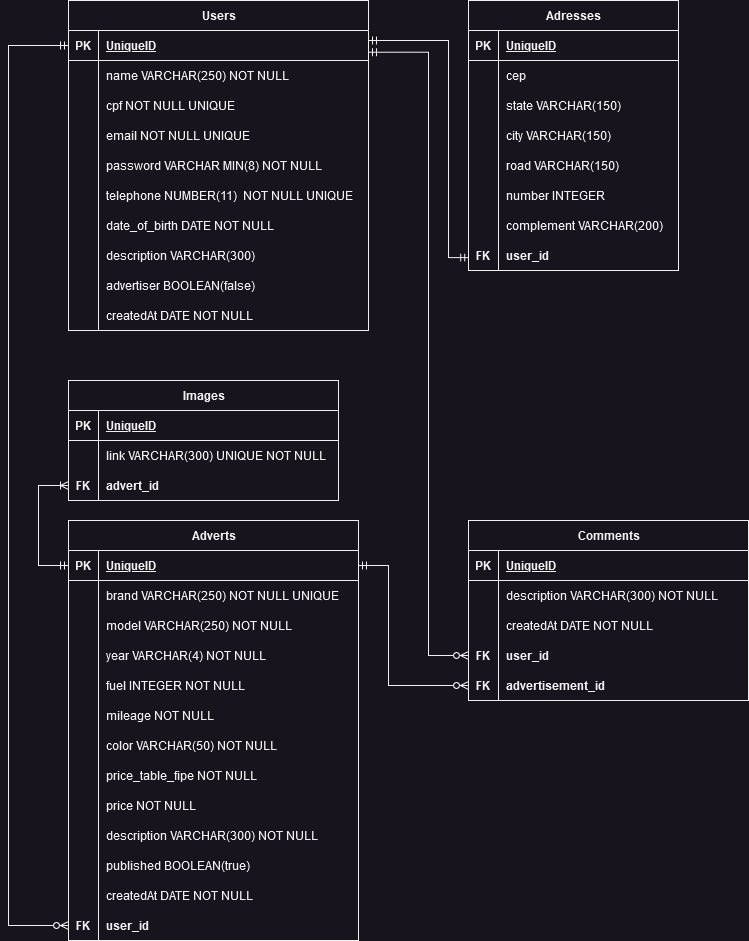 Users
PK UniqueID
name VARCHAR(250) NOT NULL
cpf NOT NULL UNIQUE
email NOT NULL UNIQUE
password VARCHAR MIN(8) NOT NULL
telephone NUMBER(11) NOT NULL UNIQUE
date_of_birth DATE NOT NULL
description VARCHAR(300)
advertiser BOOLEAN(false)
createdAt DATE NOT NULL
Adresses
PK UniqueID
cep
state VARCHAR(150)
city VARCHAR(150)
road VARCHAR(150)
number INTEGER
complement VARCHAR(200)
FK user_id
Images
PK UniqueID
link VARCHAR(300) UNIQUE NOT NULL
FK advert_id
Adverts
PK UniqueID
brand VARCHAR(250) NOT NULL UNIQUE
model VARCHAR(250) NOT NULL
year VARCHAR(4) NOT NULL
fuel INTEGER NOT NULL
mileage NOT NULL
color VARCHAR(50) NOT NULL
price_table_fipe NOT NULL
price NOT NULL
description VARCHAR(300) NOT NULL
published BOOLEAN(true)
createdAt DATE NOT NULL
FK user_id
Comments
PK UniqueID
description VARCHAR(300) NOT NULL
createdAt DATE NOT NULL
FK user_id
FK advertisement_id